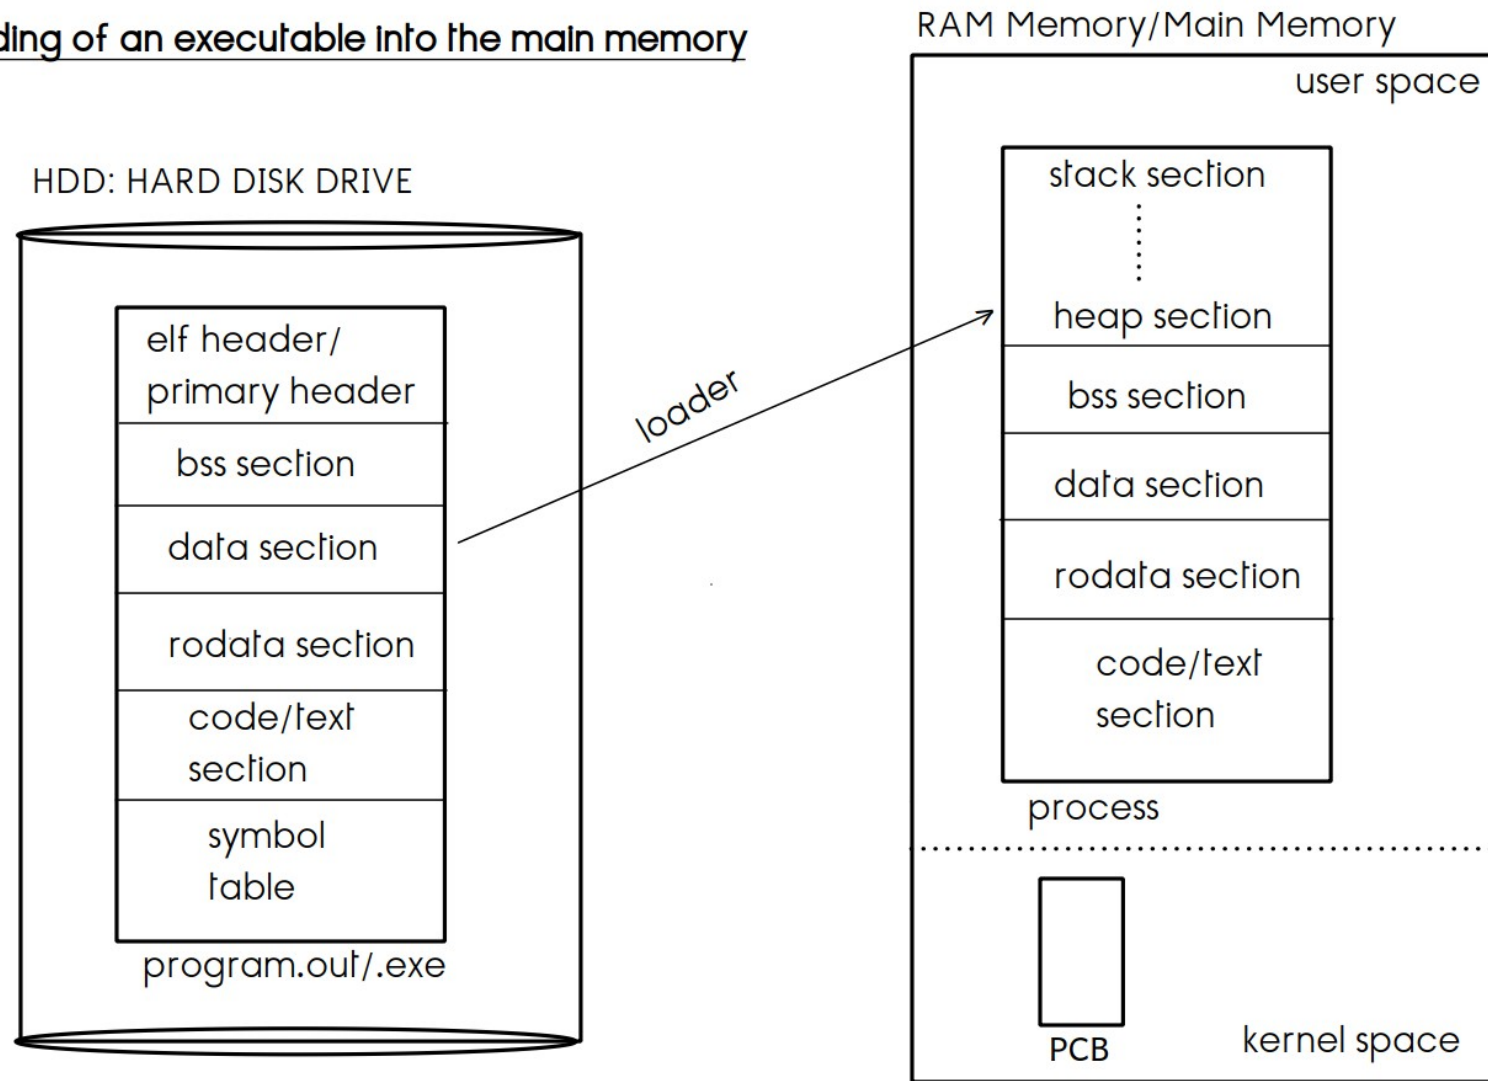 of an executable into the main memory
HDD: HARD DISK DRIVE
elf header/
primary header
bss section
data section
rodata section
code/text
section
symbol
table
program.out/.exe
loader
RAM Memory/Main Memory
user space
stack section
heap section
bss section
data section
rodata section
code/text
section
process
PCB
kernel space